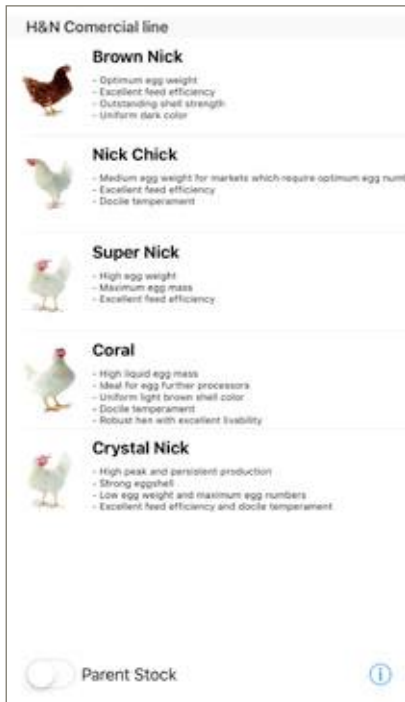 H&N Comercial line
Brown Nick
- Optimum egg weight
- Excellent feed efficiency
- Outstanding shell strength
- Uniform dark color
Nick Chick
- Medium egg weight for markets which require optimum egg num
- Excellent feed efficiency
- Docile temperament
Super Nick
- High egg weight
- Maximum egg mass
- Excellent feed efficiency
Coral
- High liquid egg mass
- Ideal for egg further processors
- Uniform light brown shell color
- Docile temperament
- Robust hen with excellent livability
Crystal Nick
- High peak and persistent production
- Strong eggshell
- Low egg weight and maximum egg numbers
- Excellent feed efficiency and docile temperament
Parent Stock